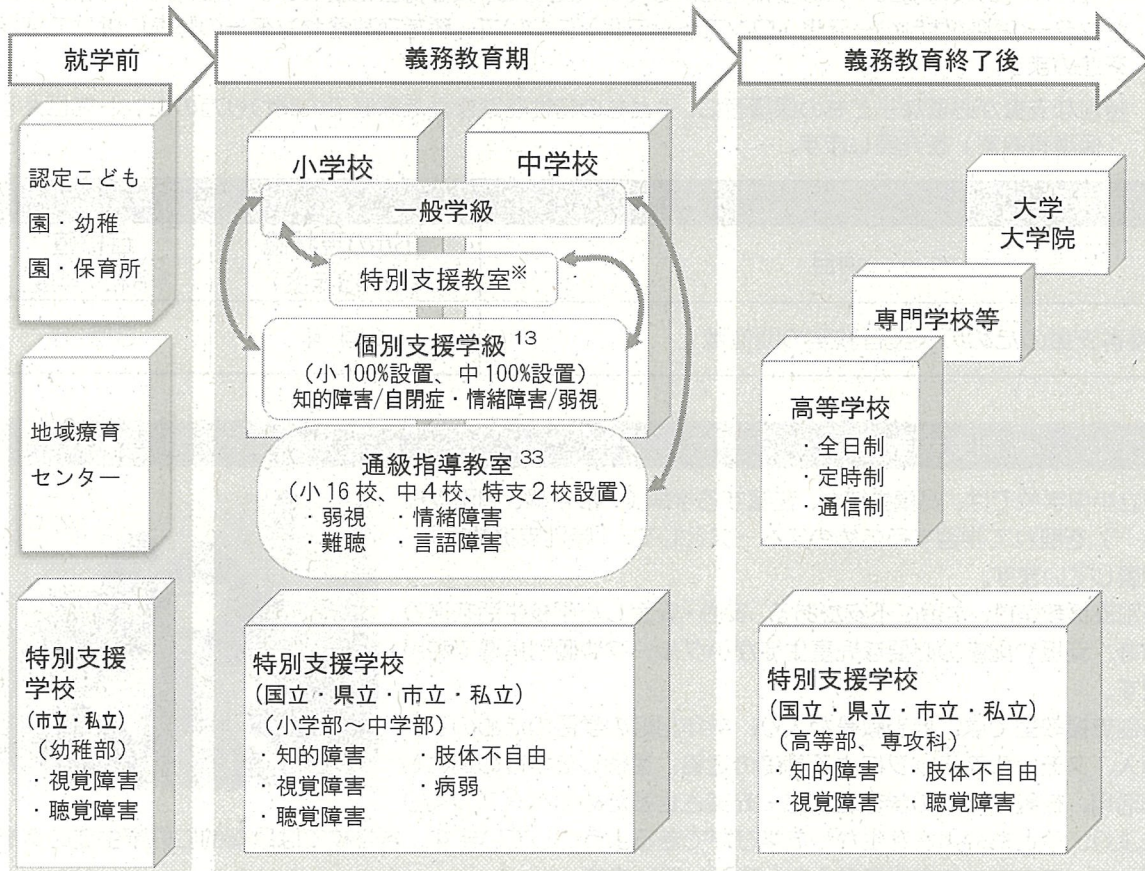 就学前
義務教育期
義務教育終了後
認定こども
園・幼稚
園・保育所
地域療育
センター
特別支援
学校
(市立・私立)
(幼稚部)
・視覚障害
・聴覚障害
小学校
中学校
一般学級
特別支援教室※
個別支援学級 13
(小 100%設置、中 100%設置)
知的障害/自閉症・情緒障害/弱視
通級指導教室 33
(小 16 校、中 4 校、特支 2 校設置)
・弱視 ・情緒障害
・難聴 ・言語障害
特別支援学校
(国立・県立・市立・私立)
(小学部~中学部)
・知的障害 ・肢体不自由
・視覚障害 ・病弱
・聴覚障害
大学
大学院
専門学校等
高等学校
・全日制
・定時制
・通信制
特別支援学校
(国立・県立・市立・私立)
(高等部、専攻科)
・知的障害 ・肢体不自由
・視覚障害 ・聴覚障害